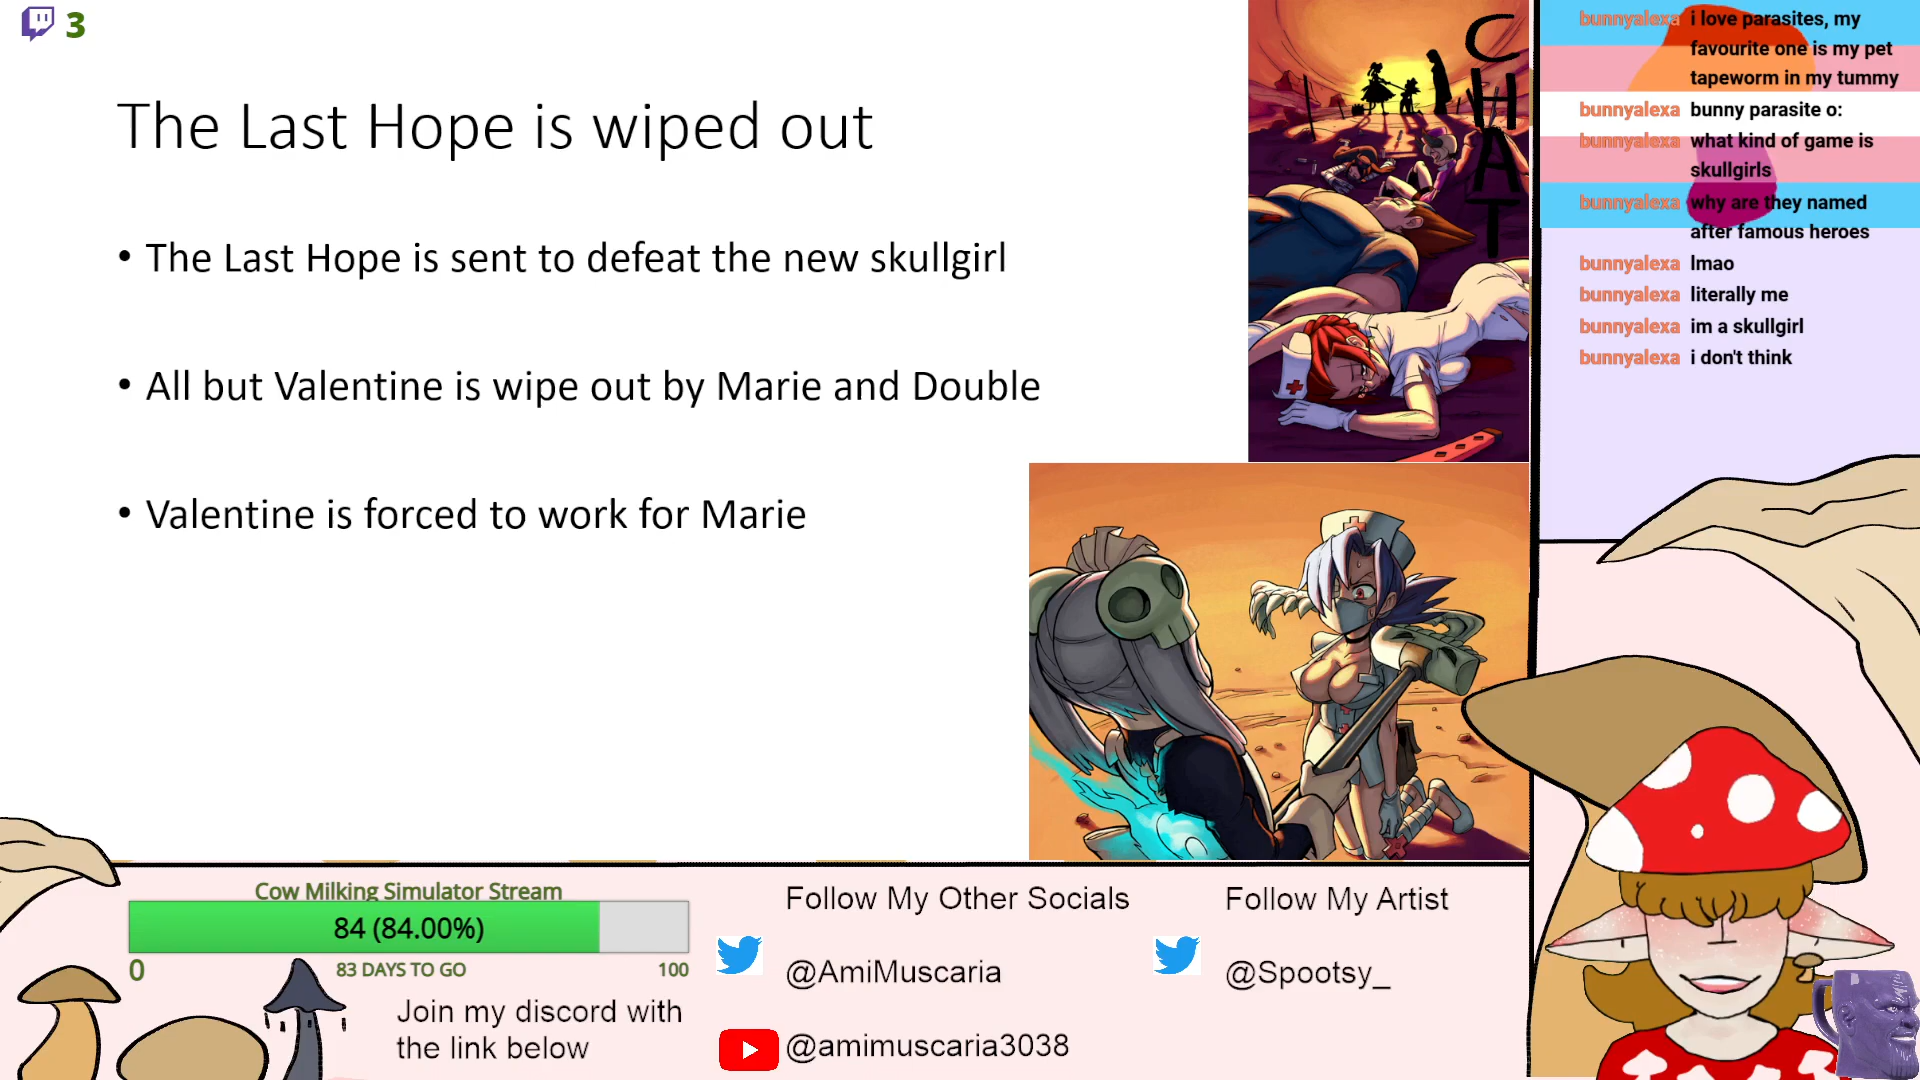 3
The Last Hope is wiped out
• The Last Hope is sent to defeat the new skullgirl
• All but Valentine is wipe out by Marie and Double
• Valentine is forced to work for Marie
CHAT
bunnyalexa i love parasites, my
favourite one is my pet
tapeworm in my tummy
bunnyalexa bunny parasite o:
bunnyalexa what kind of game is
skullgirls
bunnyalexa why are they named
after famous heroes
bunnyalexa lmao
bunnyalexa literally me
bunnyalexa im a skullgirl
bunnyalexa i don't think
Cow Milking Simulator Stream
84 (84.00%)
0 83 DAYS TO GO 100
Join my discord with
the link below
Follow My Other Socials
@AmiMuscaria
@amimuscaria3038
Follow My Artist
@Spootsy_